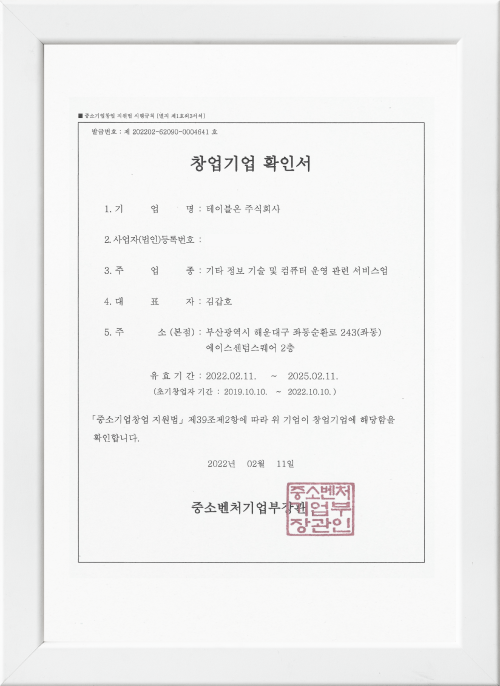 ■ 중소기업창업 지원법 시행규칙 [별지 제1호의3서식]
발급번호 : 제 202202-62090-0004641 호
창업기업 확인서
1. 기 업 명 : 테이블온 주식회사
2. 사업자(법인)등록번호 :
3. 주 업 종 : 기타 정보 기술 및 컴퓨터 운영 관련 서비스업
4. 대 표 자 : 김갑호
5. 주 소 (본점) : 부산광역시 해운대구 좌동순환로 243(좌동)
에이스센텀스퀘어 2층
유 효 기 간 : 2022.02.11. ~ 2025.02.11.
(초기창업자 기간 : 2019.10.10. ~ 2022.10.10. )
「중소기업창업 지원법」 제39조제2항에 따라 위 기업이 창업기업에 해당함을
확인합니다.
2022년 02월 11일
중소벤처기업부장관
중소벤처
기업부
장관인